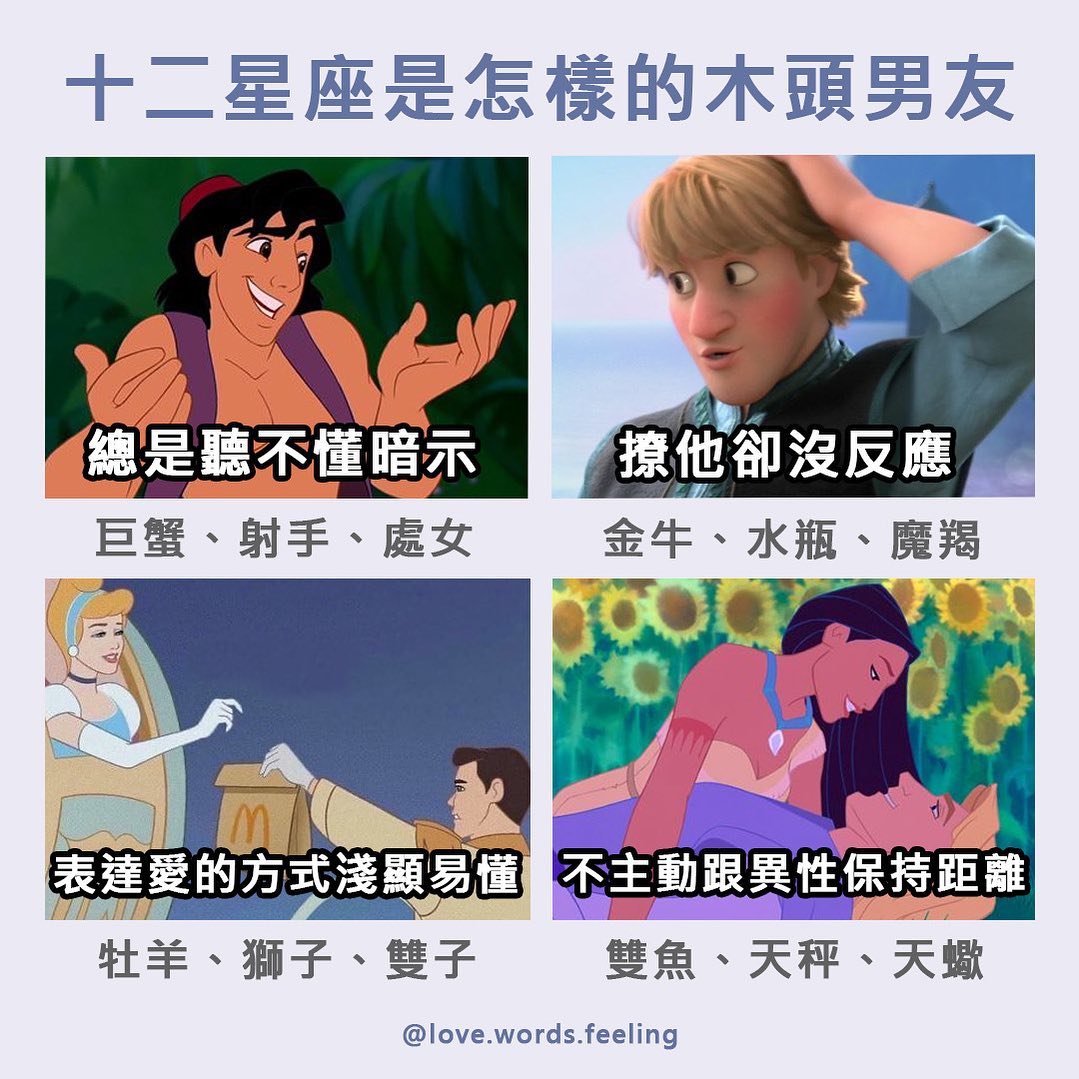 十二星座是怎樣的木頭男友
總是聽不懂暗示
撩他卻沒反應
巨蟹、射手、處女
金牛、水瓶、魔羯
表達愛的方式淺顯易懂
不主動跟異性保持距離
牡羊、獅子、雙子
雙魚、天秤、天蠍
@love.words.feeling